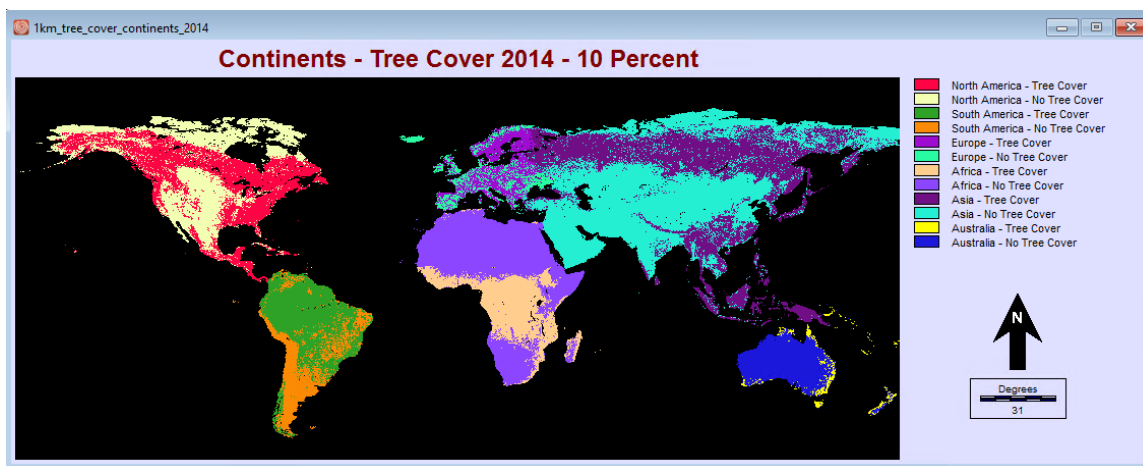 1km_tree_cover_continents_2014
Continents - Tree Cover 2014 - 10 Percent
North America - Tree Cover
North America - No Tree Cover
South America - Tree Cover
South America - No Tree Cover
Europe - Tree Cover
Europe - No Tree Cover
Africa - Tree Cover
Africa - No Tree Cover
Asia - Tree Cover
Asia - No Tree Cover
Australia - Tree Cover
Australia - No Tree Cover
N
Degrees
31